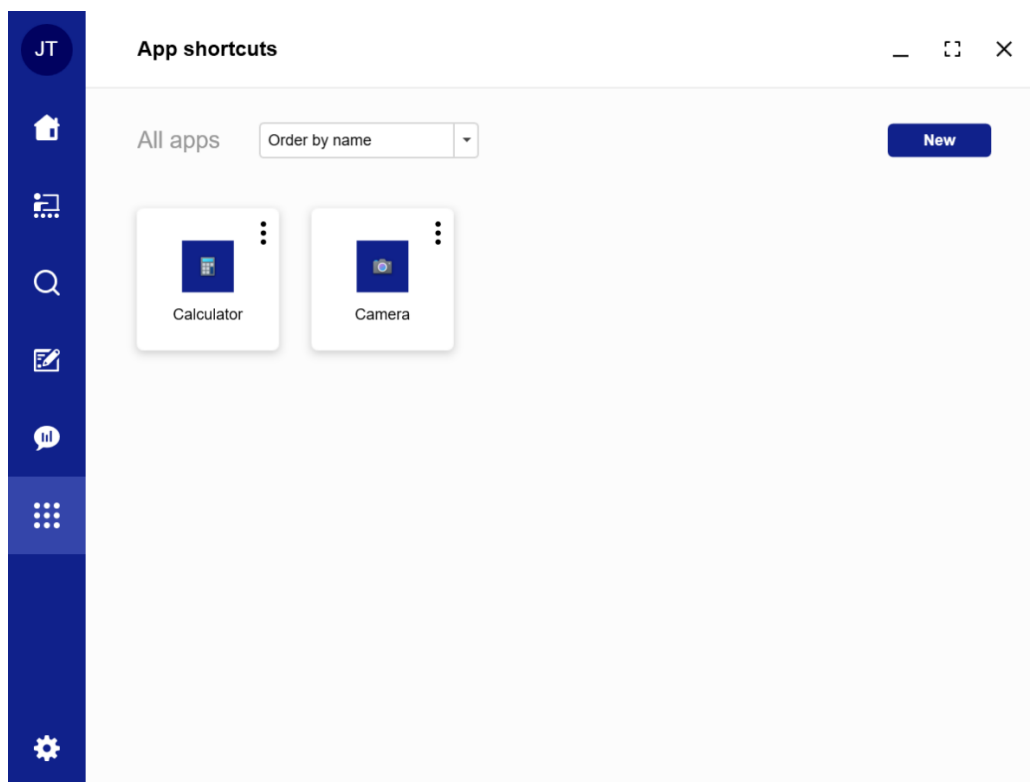 JT
App shortcuts
All apps
Order by name
New
Calculator
Camera